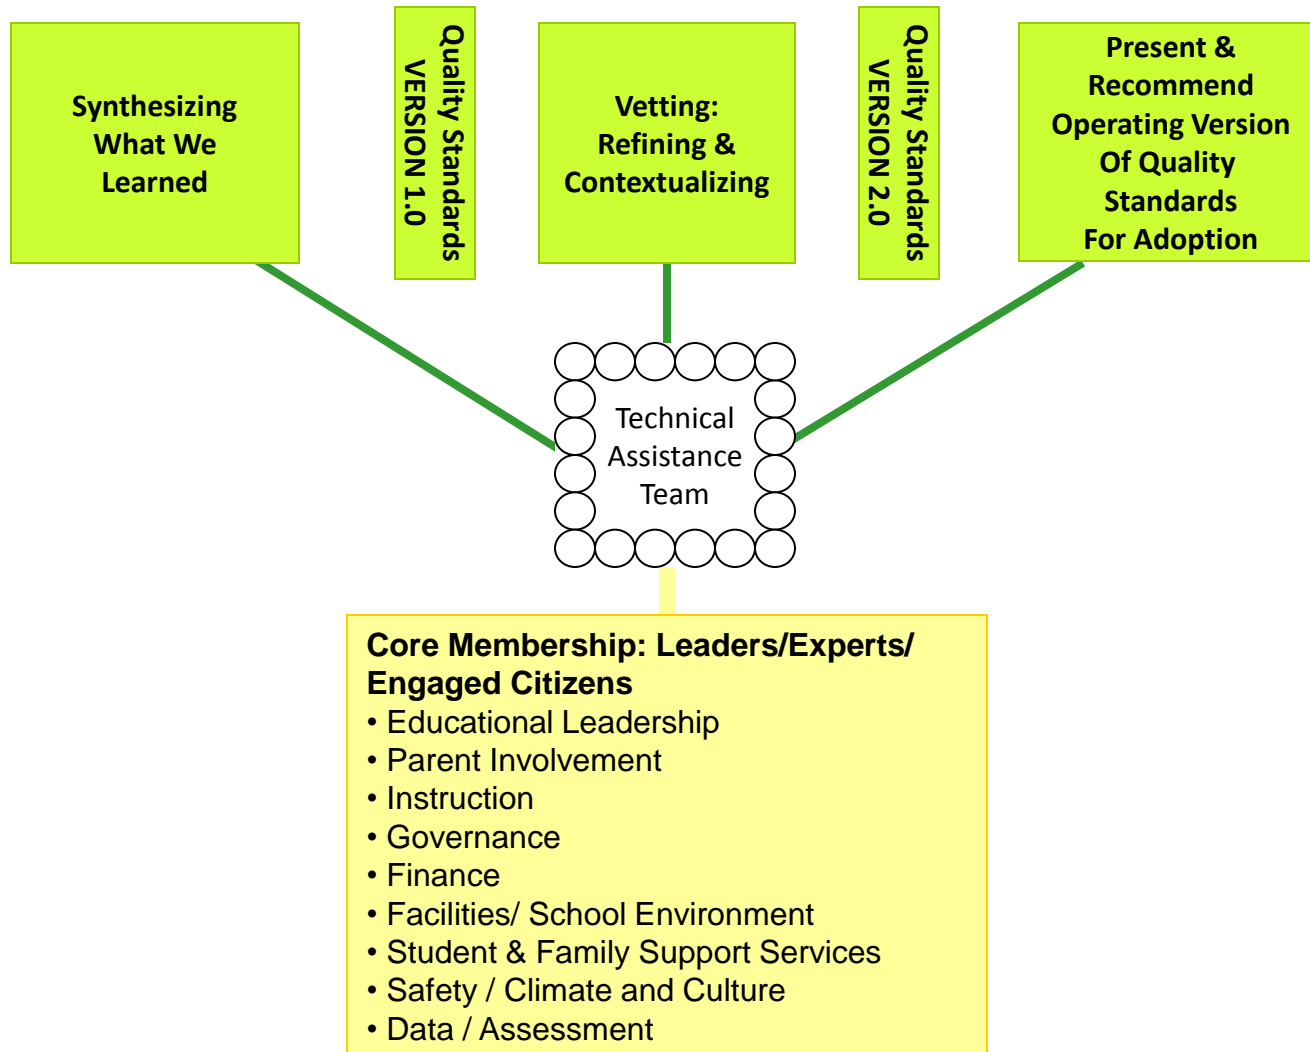 Synthesizing
What We
Learned
Quality Standards
VERSION 1.0
Vetting:
Refining &
Contextualizing
Quality Standards
VERSION 2.0
Present &
Recommend
Operating Version
Of Quality
Standards
For Adoption
Technical
Assistance
Team
Core Membership: Leaders/Experts/
Engaged Citizens
• Educational Leadership
• Parent Involvement
• Instruction
• Governance
• Finance
• Facilities/ School Environment
• Student & Family Support Services
• Safety / Climate and Culture
• Data / Assessment